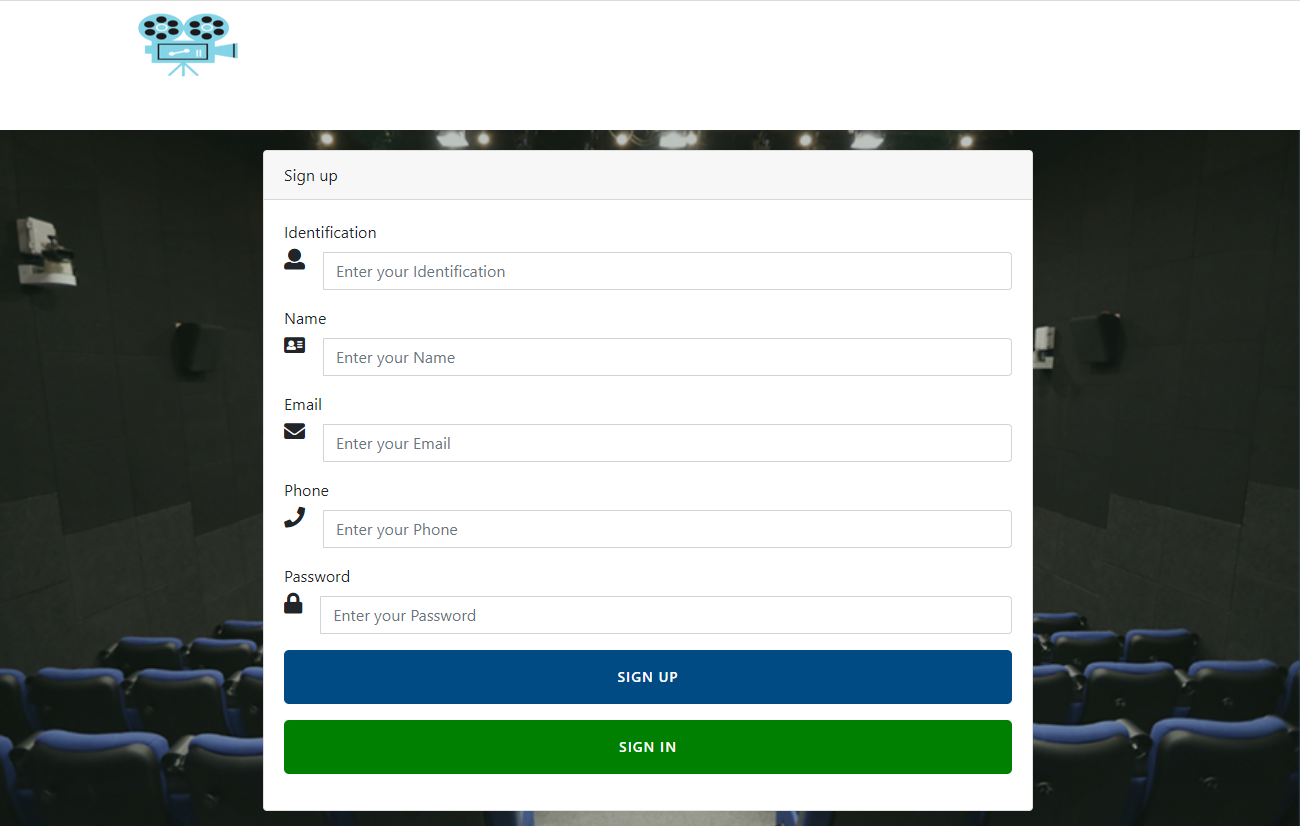 Sign up
Identification
Enter your Identification
Name
Enter your Name
Email
Enter your Email
Phone
Enter your Phone
Password
Enter your Password
SIGN UP
SIGN IN